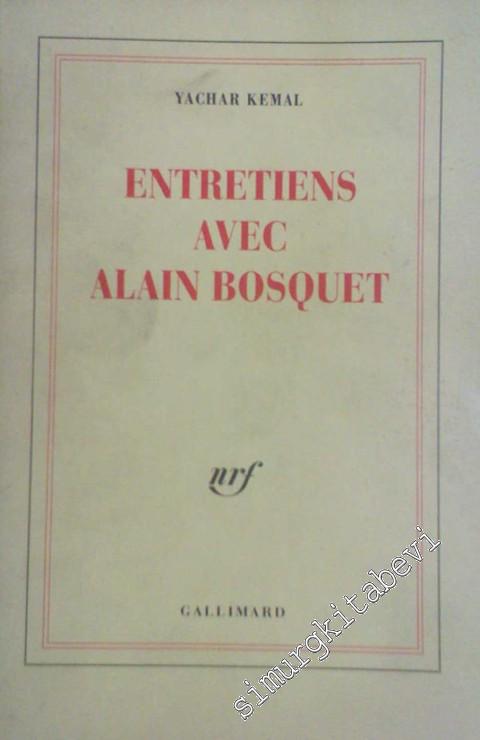 YACHAR KEMAL
ENTRETIENS
AVEC
ALAIN BOSQUET
nrf
GALLIMARD
simurgkitabevi